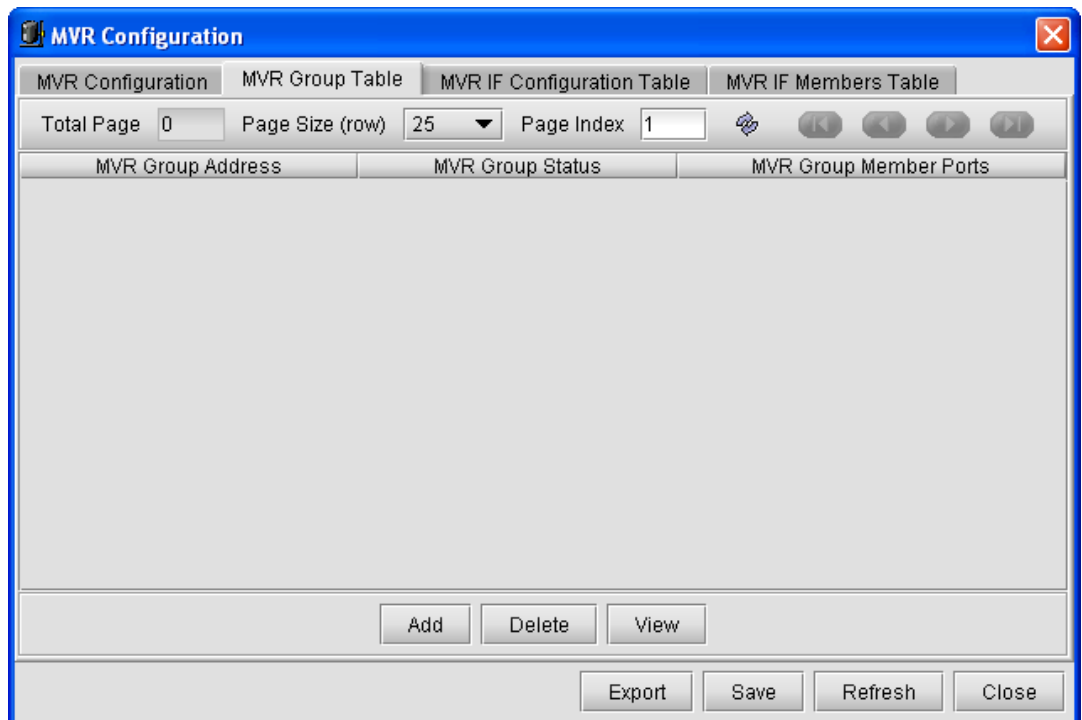 MVR Configuration
MVR Configuration MVR Group Table MVR IF Configuration Table MVR IF Members Table
Total Page 0 Page Size (row) 25 Page Index 1
MVR Group Address MVR Group Status MVR Group Member Ports
Add Delete View
Export Save Refresh Close